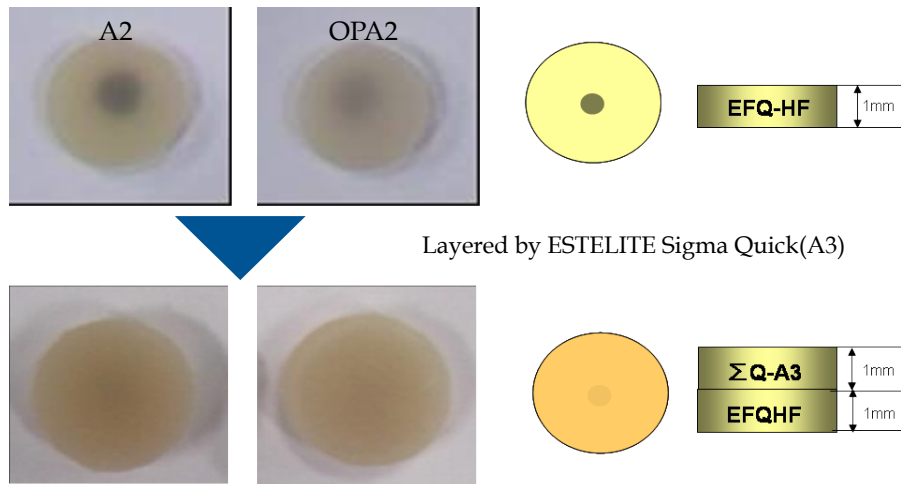 A2
OPA2
EFQ-HF
1mm
Layered by ESTELITE Sigma Quick(A3)
ΣQ-A3
1mm
EFQHF
1mm